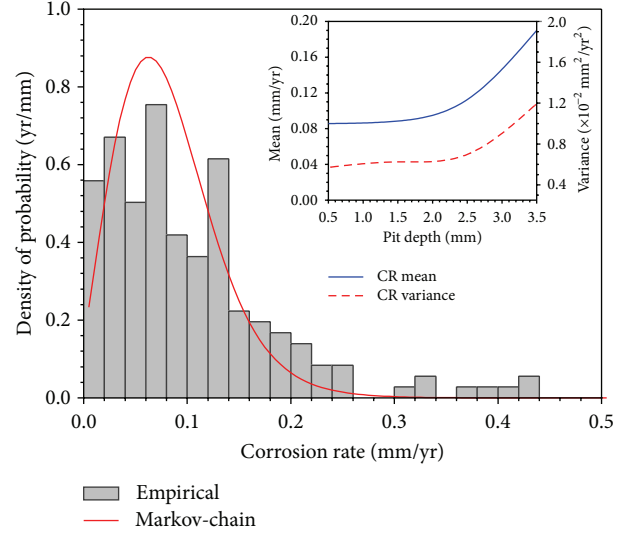 Density of probability (yr/mm)
1.0
0.8
0.6
0.4
0.2
0.0
0.0 0.1 0.2 0.3 0.4 0.5
Corrosion rate (mm/yr)
Mean (mm/yr)
0.20
0.16
0.12
0.08
0.04
0.00
0.5 1.0 1.5 2.0 2.5 3.0 3.5
Pit depth (mm)
2.0
1.6
1.2
0.8
0.4
Variance (×10⁻² mm²/yr²)
CR mean
CR variance
Empirical
Markov-chain